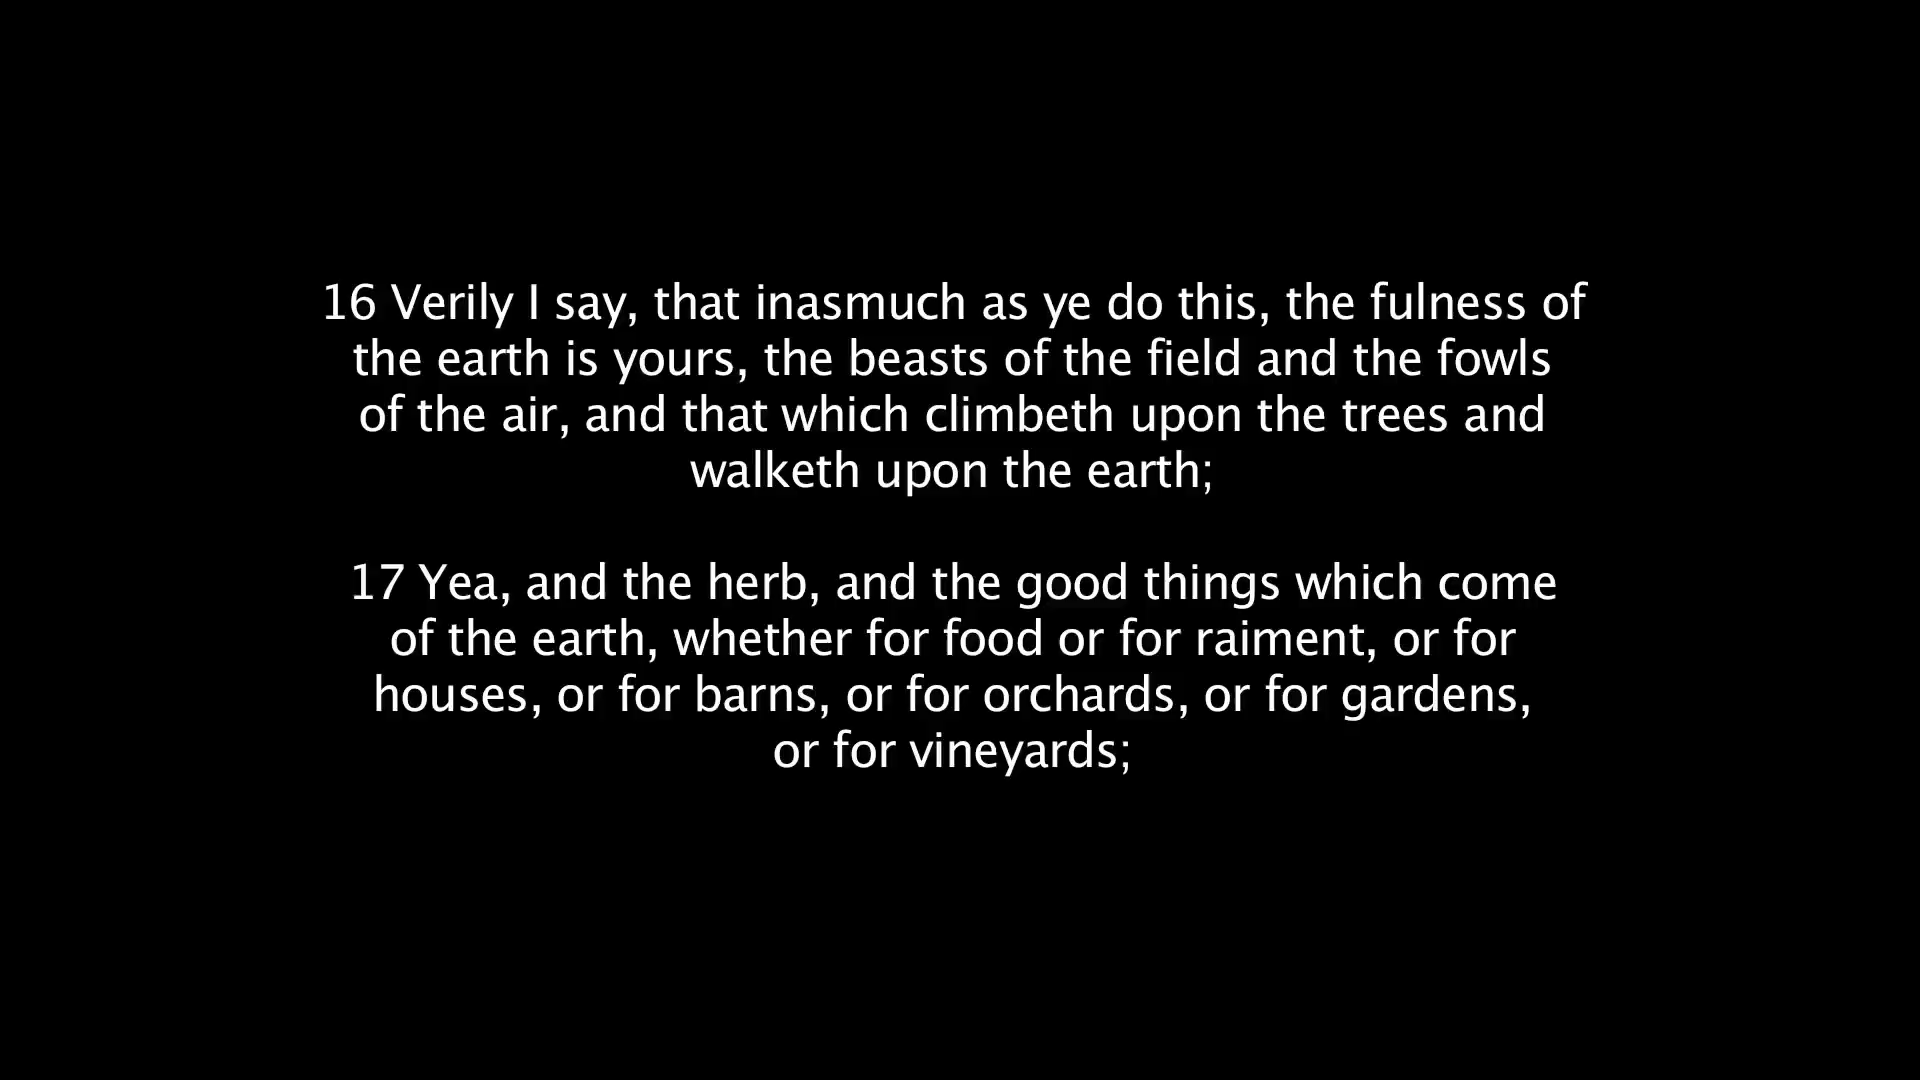 16 Verily I say, that inasmuch as ye do this, the fulness of
the earth is yours, the beasts of the field and the fowls
of the air, and that which climbeth upon the trees and
walketh upon the earth;
17 Yea, and the herb, and the good things which come
of the earth, whether for food or for raiment, or for
houses, or for barns, or for orchards, or for gardens,
or for vineyards;